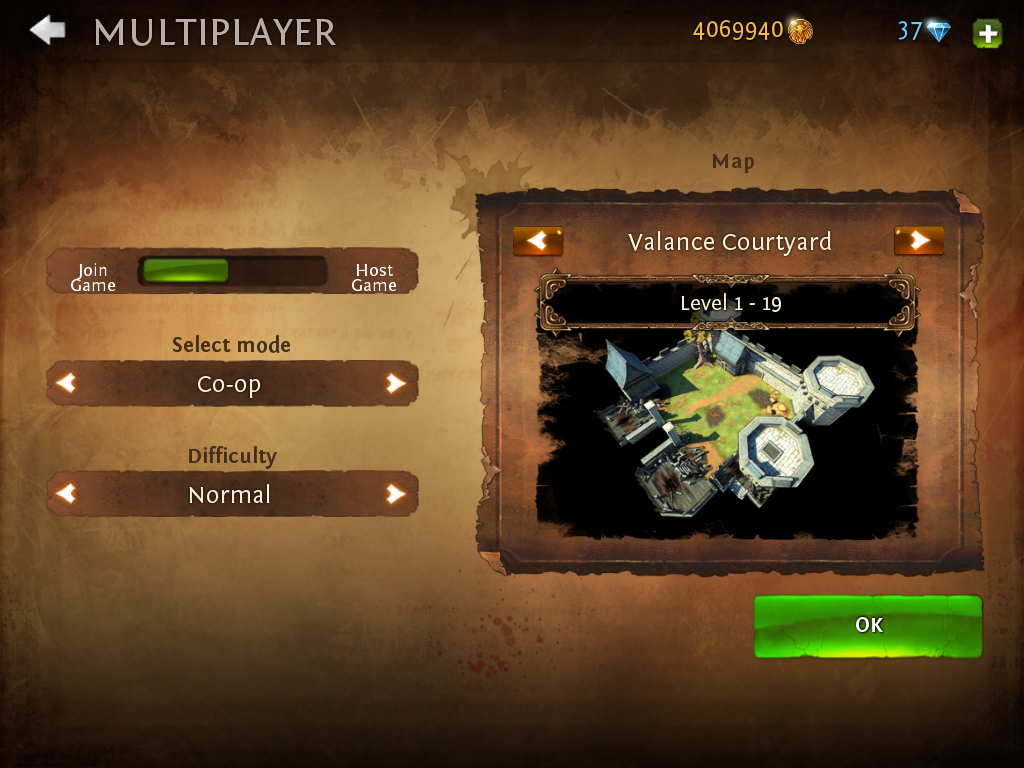 MULTIPLAYER
4069940
37
Map
Valance Courtyard
Level 1 - 19
Join
Game
Host
Game
Select mode
Co-op
Difficulty
Normal
OK